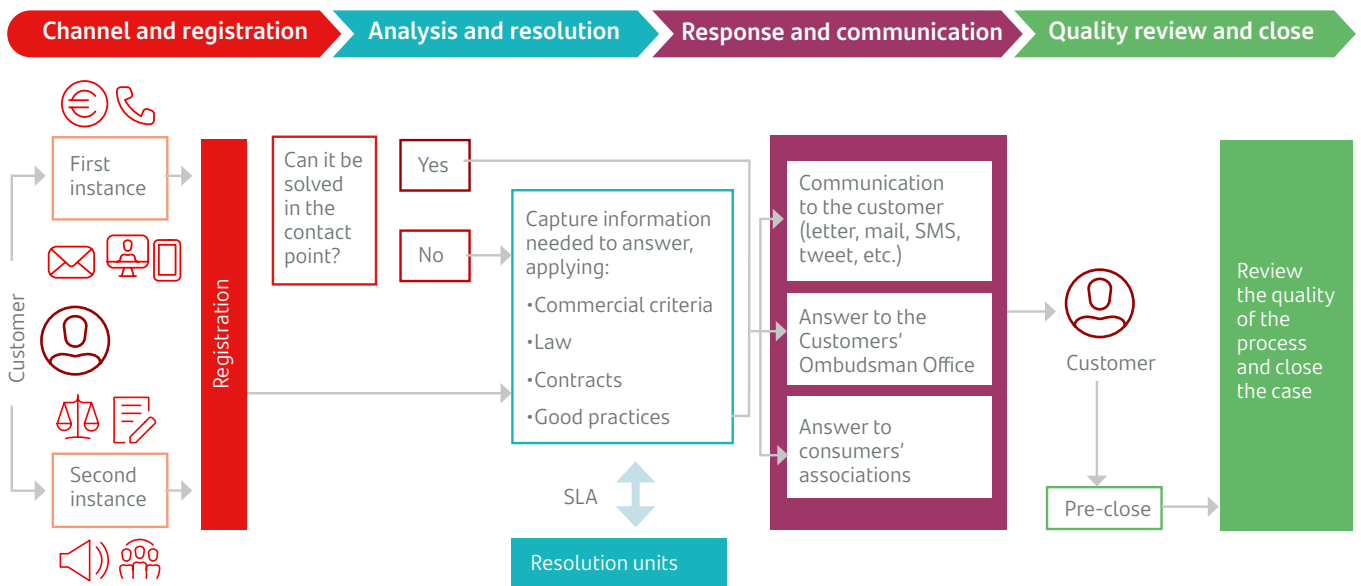 Channel and registration
Analysis and resolution
Response and communication
Quality review and close
Customer
First
instance
Second
instance
Registration
Can it be
solved
in the
contact
point?
Yes
No
Capture information
needed to answer,
applying:
•Commercial criteria
•Law
•Contracts
•Good practices
SLA
Resolution units
Communication
to the customer
(letter, mail, SMS,
tweet, etc.)
Answer to the
Customers’
Ombudsman Office
Answer to
consumers’
associations
Customer
Pre-close
Review
the quality
of the
process
and close
the case